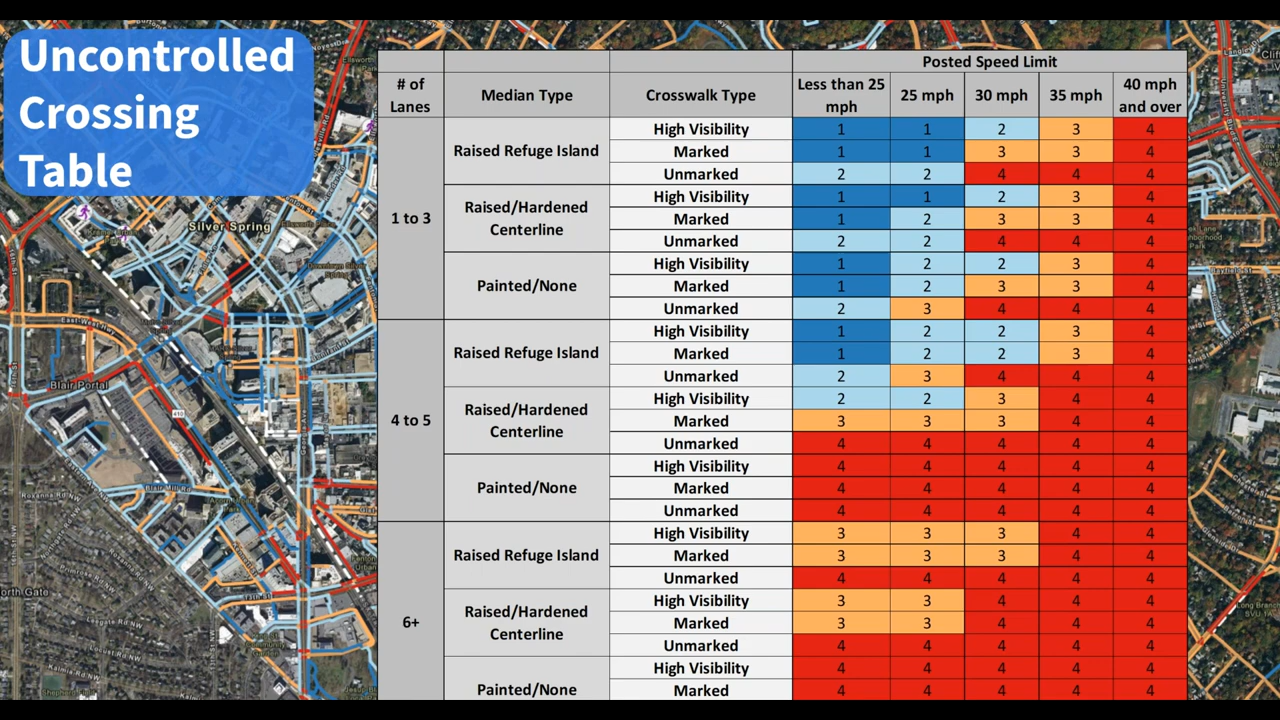 Uncontrolled
Crossing
Table
Posted Speed Limit
# of Lanes Median Type Crosswalk Type Less than 25 mph 25 mph 30 mph 35 mph 40 mph and over
1 to 3
Raised Refuge Island
High Visibility 1 1 2 3 4
Marked 1 1 3 3 4
Unmarked 2 2 4 4 4
Raised/Hardened Centerline
High Visibility 1 1 2 3 4
Marked 1 2 3 3 4
Unmarked 2 2 4 4 4
Painted/None
High Visibility 1 2 2 3 4
Marked 1 2 3 3 4
Unmarked 2 3 4 4 4
4 to 5
Raised Refuge Island
High Visibility 1 2 2 3 4
Marked 1 2 2 3 4
Unmarked 2 3 4 4 4
Raised/Hardened Centerline
High Visibility 2 2 3 4 4
Marked 3 3 3 4 4
Unmarked 4 4 4 4 4
Painted/None
High Visibility 4 4 4 4 4
Marked 4 4 4 4 4
Unmarked 4 4 4 4 4
6+
Raised Refuge Island
High Visibility 3 3 3 4 4
Marked 3 3 3 4 4
Unmarked 4 4 4 4 4
Raised/Hardened Centerline
High Visibility 3 3 4 4 4
Marked 3 3 4 4 4
Unmarked 4 4 4 4 4
Painted/None
High Visibility 4 4 4 4 4
Marked 4 4 4 4 4
Silver Spring
East-West Hwy
Blair Portal
410
Blair Mill Rd
orth Gate